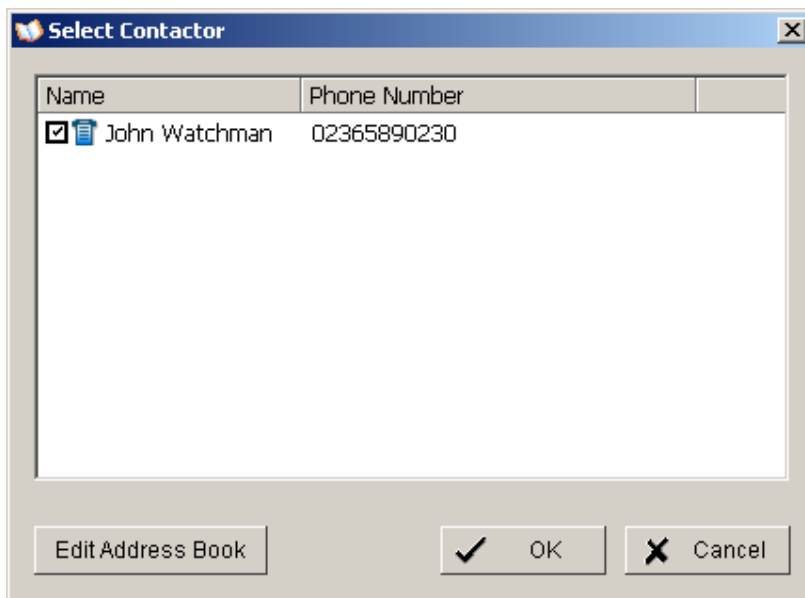 Select Contactor
Name Phone Number
John Watchman 02365890230
Edit Address Book OK Cancel